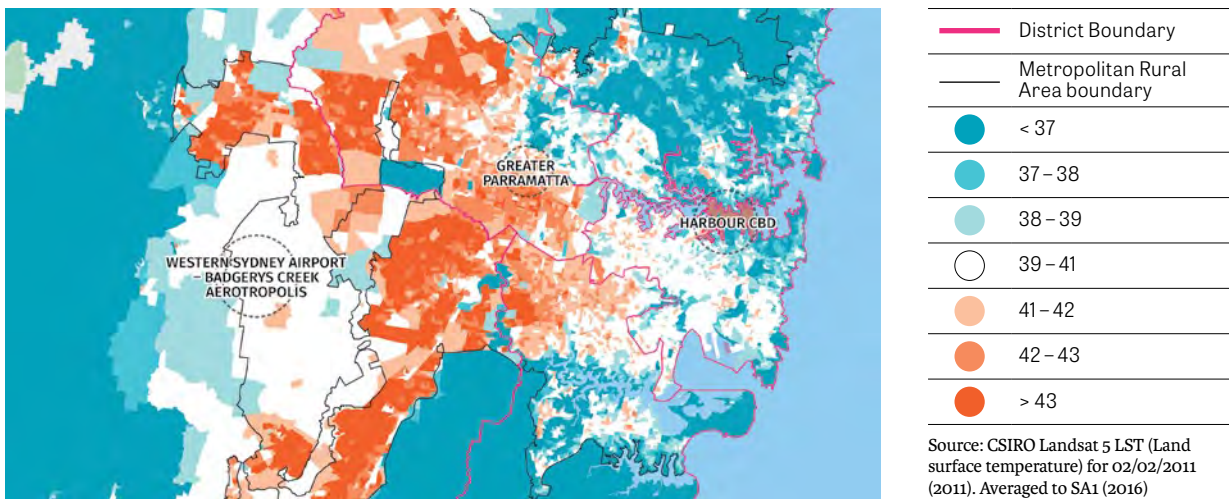 GREATER
PARRAMATTA
HARBOUR CBD
WESTERN SYDNEY AIRPORT
– BADGERYS CREEK
AEROTROPOLIS
District Boundary
Metropolitan Rural
Area boundary
< 37
37 – 38
38 – 39
39 – 41
41 – 42
42 – 43
> 43
Source: CSIRO Landsat 5 LST (Land
surface temperature) for 02/02/2011
(2011). Averaged to SA1 (2016)